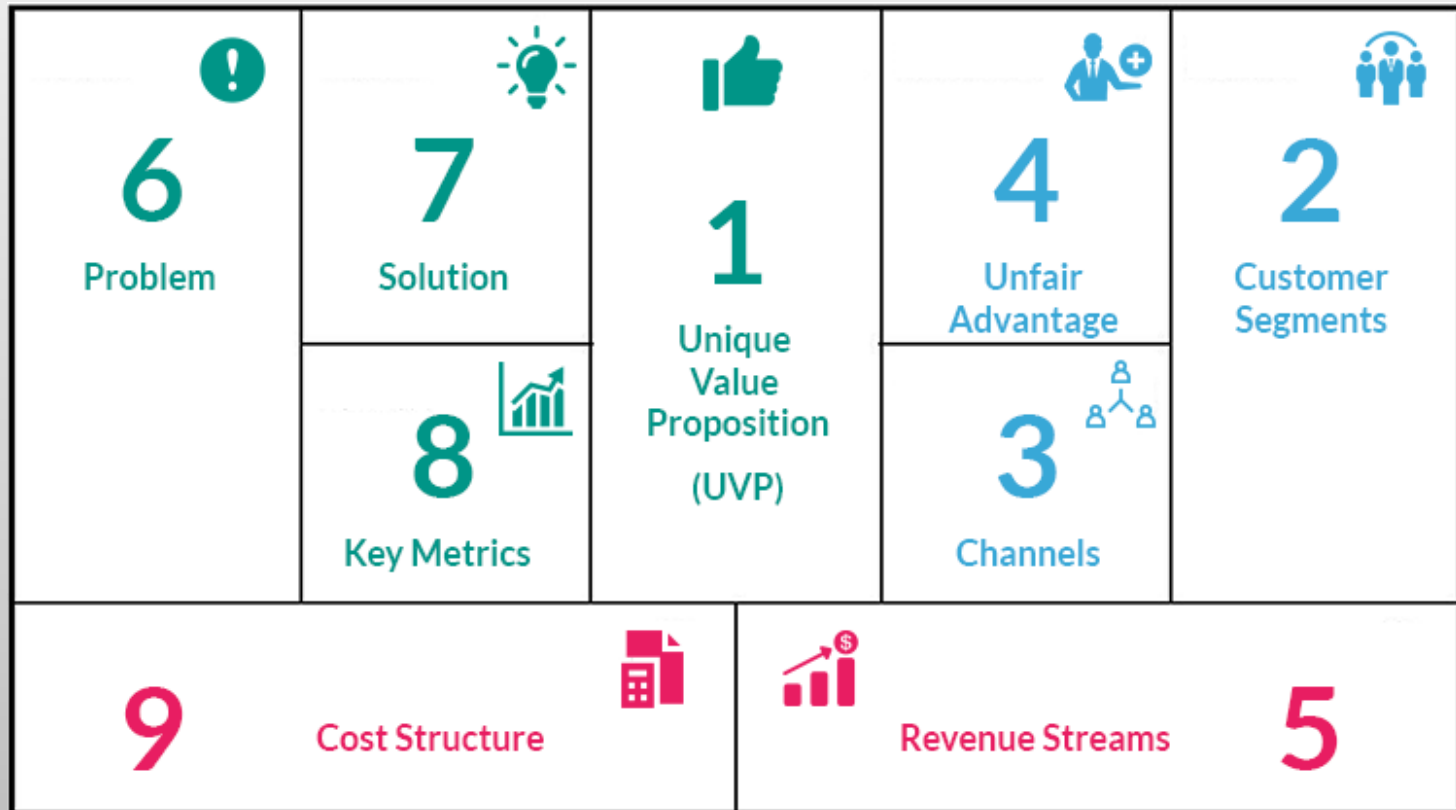 6
Problem
7
Solution
8
Key Metrics
1
Unique
Value
Proposition
(UVP)
4
Unfair
Advantage
3
Channels
2
Customer
Segments
9
Cost Structure
$
Revenue Streams
5